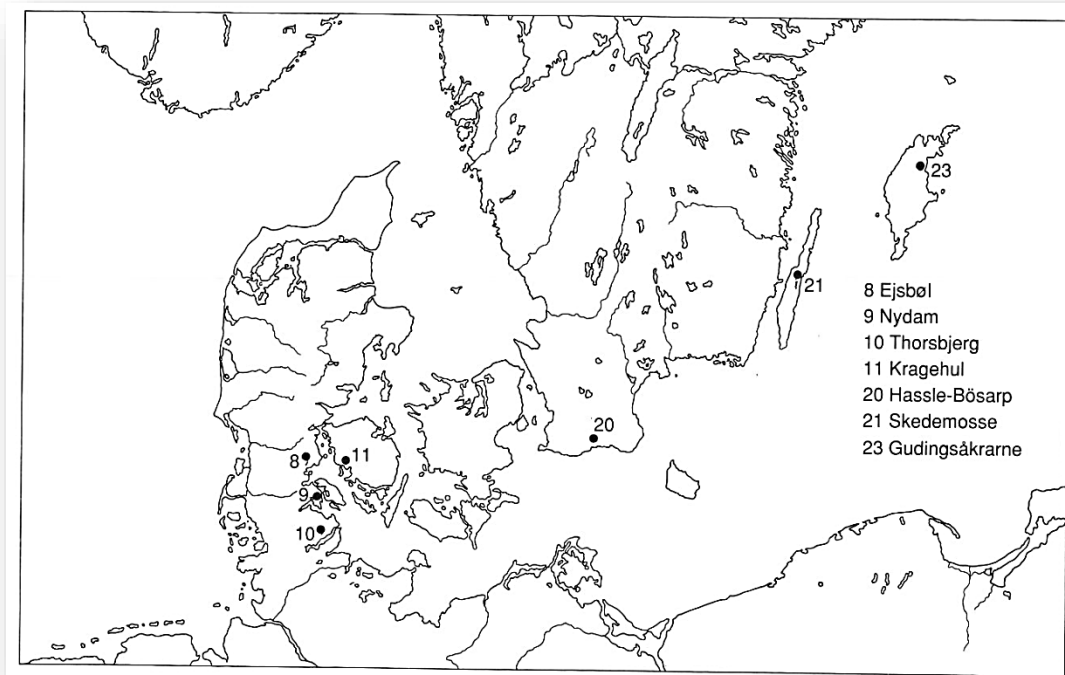 23
21
8 Ejsbøl
9 Nydam
10 Thorsbjerg
11 Kragehul
20 Hassle-Bösarp
21 Skedemosse
23 Gudingsåkrarne
20
8
11
9
10